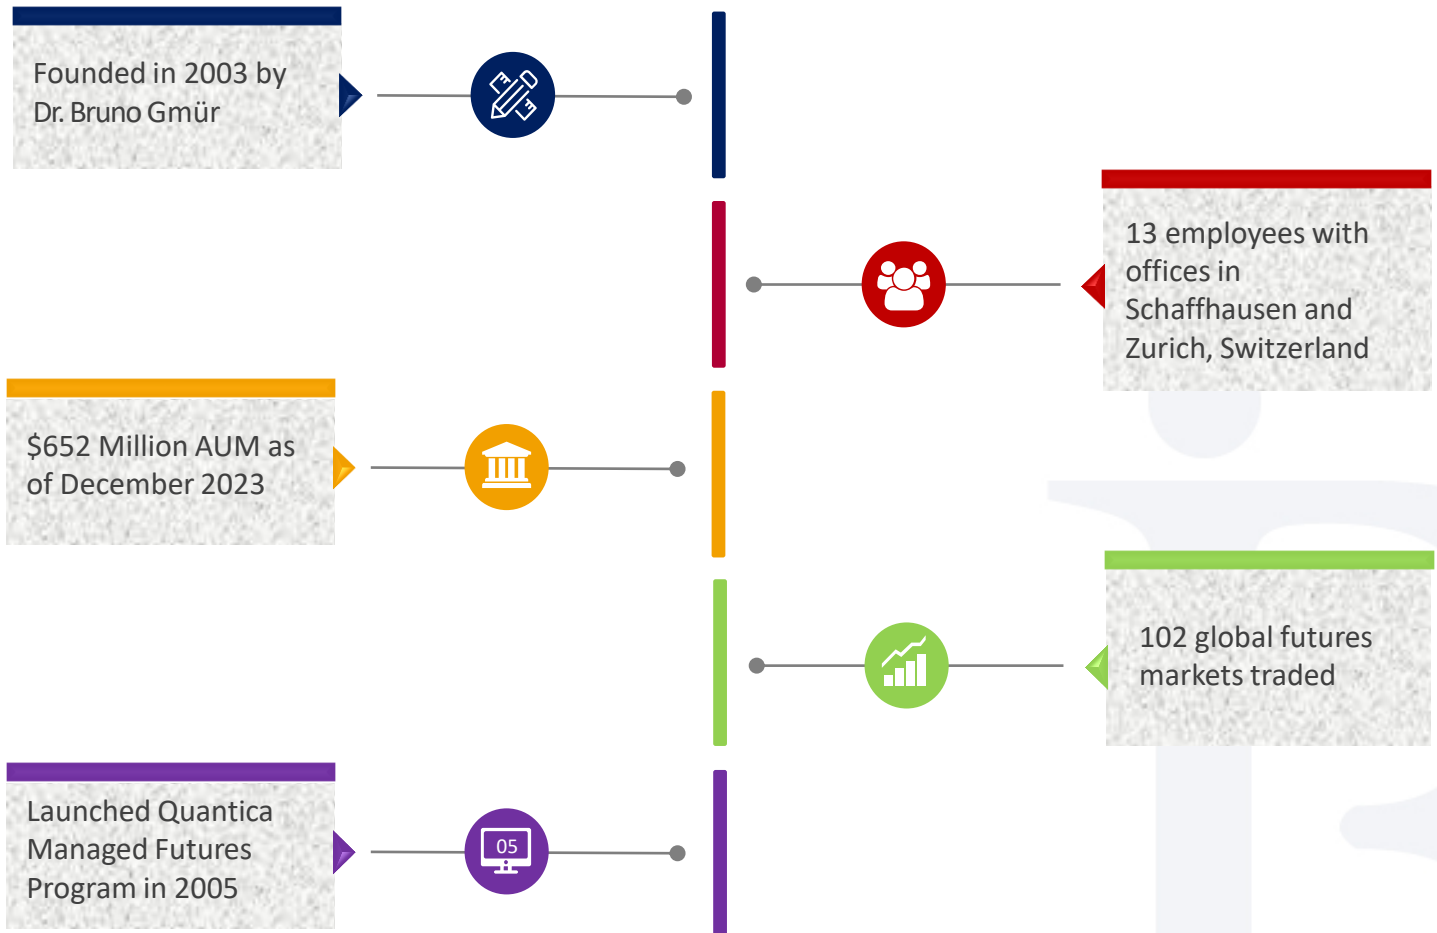 Founded in 2003 by
Dr. Bruno Gmür
13 employees with
offices in
Schaffhausen and
Zurich, Switzerland
$652 Million AUM as
of December 2023
102 global futures
markets traded
Launched Quantica
Managed Futures
Program in 2005
05